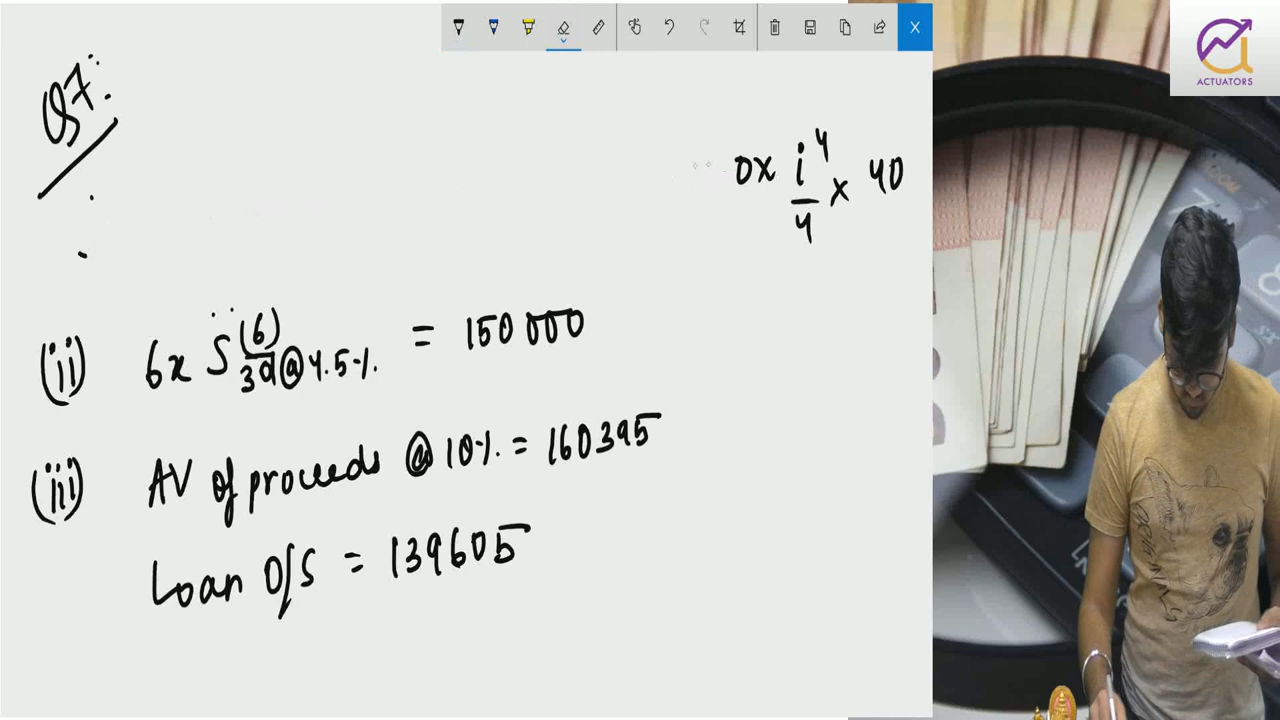 Q7:
0x i^4/4 x 40
(ii) 6x S̈^(6) 30 @ 4.5%. = 150000
(iii) AV of proceeds @ 10%. = 160395
Loan O/S = 139605
ACTUATORS